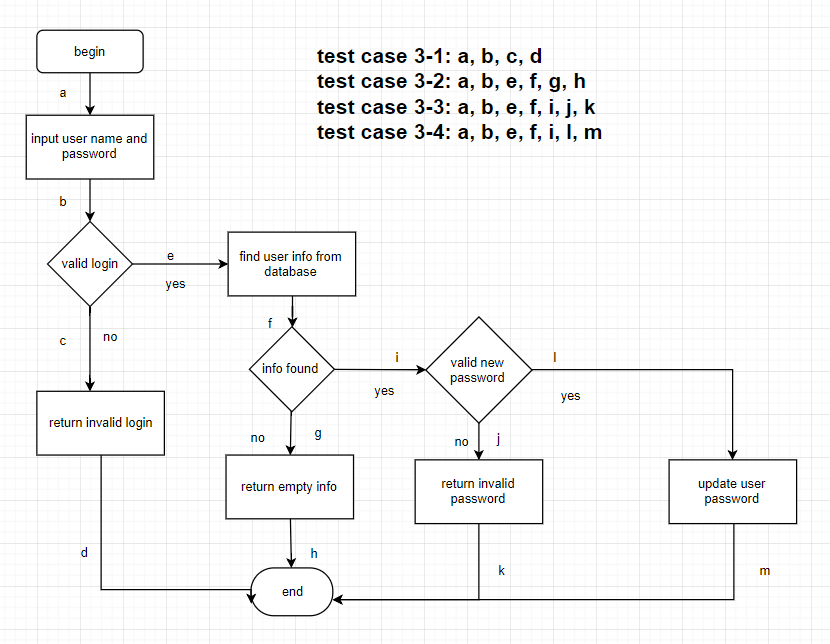 begin
test case 3-1: a, b, c, d
test case 3-2: a, b, e, f, g, h
test case 3-3: a, b, e, f, i, j, k
test case 3-4: a, b, e, f, i, l, m
a
input user name and
password
b
valid login
e
yes
find user info from
database
c
no
f
info found
i
yes
valid new
password
l
yes
return invalid login
no
g
no
j
return empty info
return invalid
password
update user
password
d
h
k
m
end